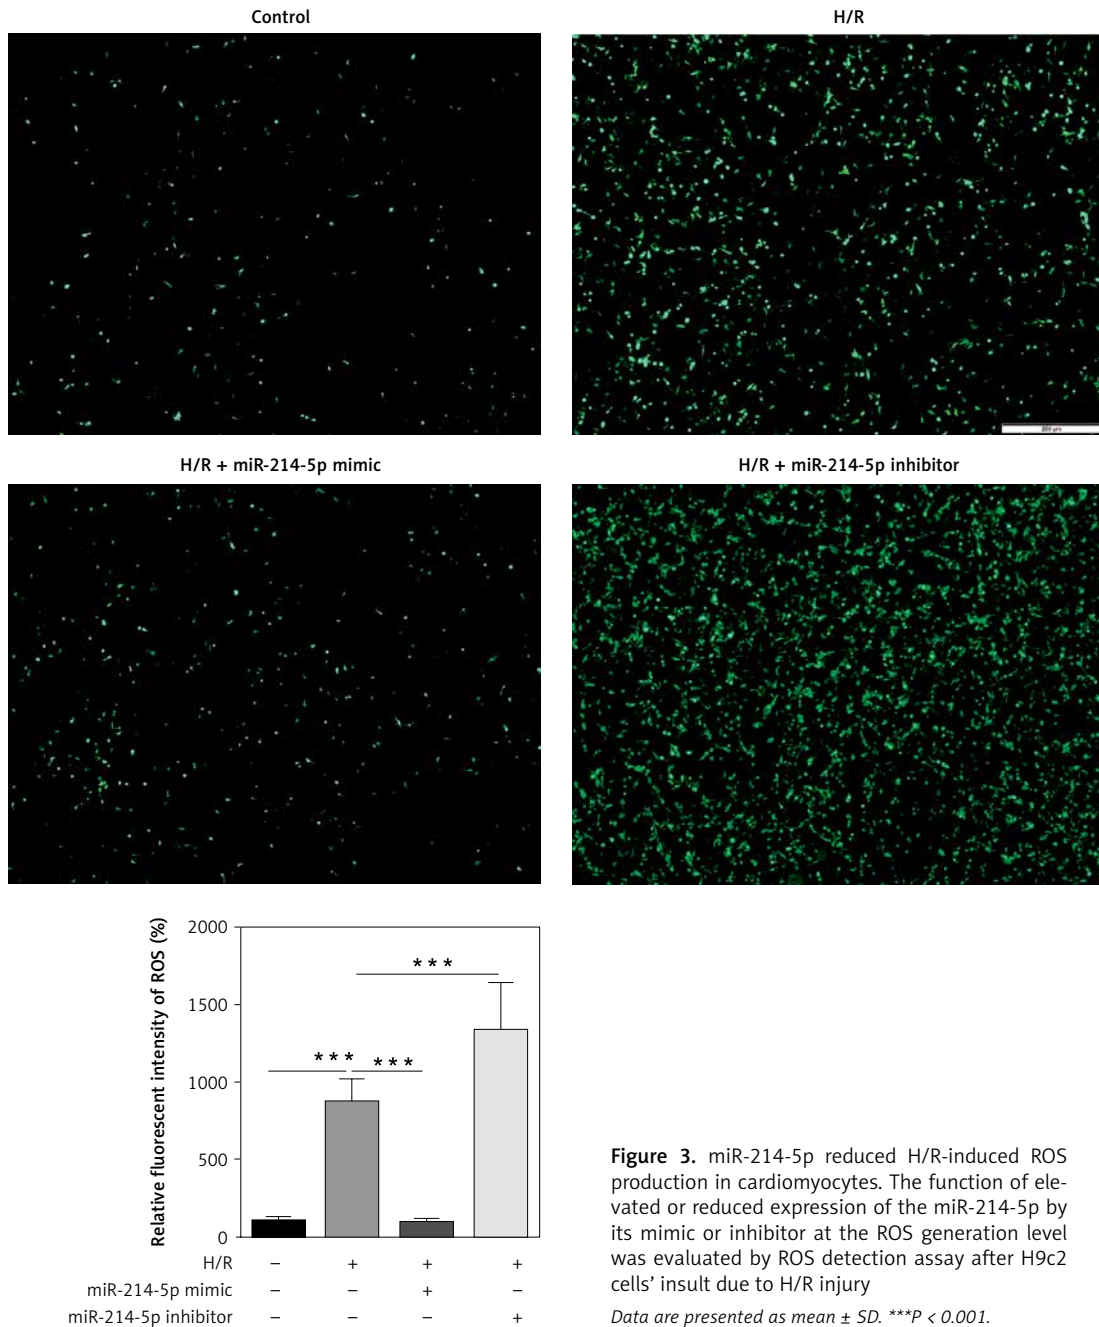 Control
H/R
200 µm
H/R + miR-214-5p mimic
H/R + miR-214-5p inhibitor
Relative fluorescent intensity of ROS (%)
2000
1500
1000
500
0
***
***
***
H/R – + + +
miR-214-5p mimic – – + –
miR-214-5p inhibitor – – – +
Figure 3. miR-214-5p reduced H/R-induced ROS
production in cardiomyocytes. The function of ele-
vated or reduced expression of the miR-214-5p by
its mimic or inhibitor at the ROS generation level
was evaluated by ROS detection assay after H9c2
cells’ insult due to H/R injury
Data are presented as mean ± SD. ***P < 0.001.